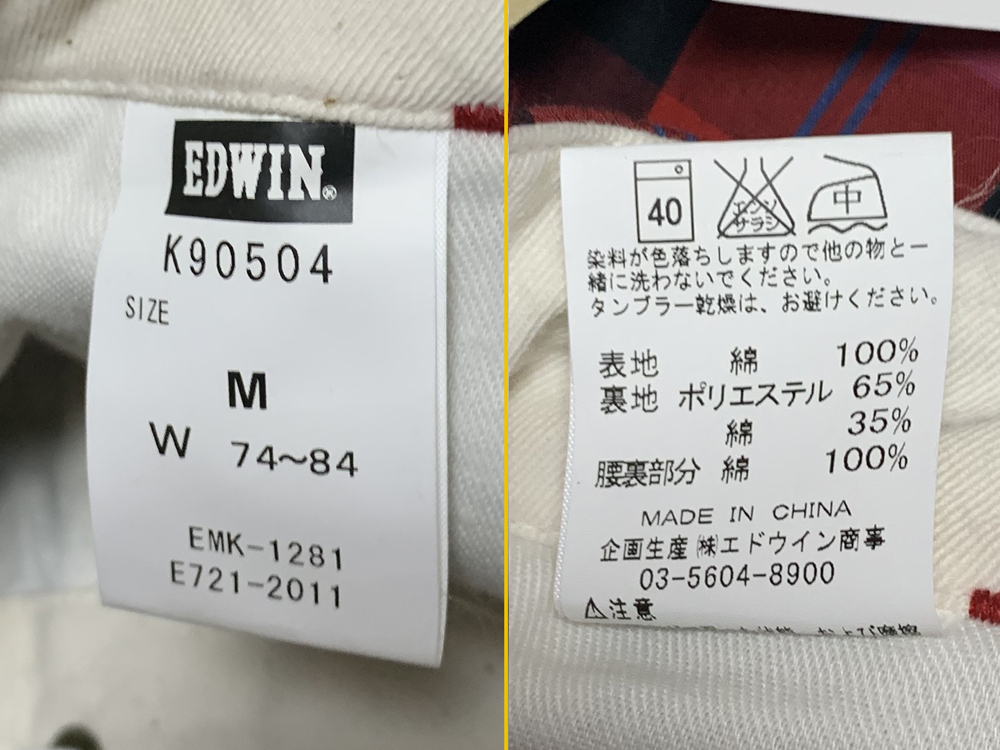 EDWIN®
K90504
SIZE
M
W 74~84
EMK-1281
E721-2011
40
エンソ
サラシ
中
染料が色落ちしますので他の物と一
緒に洗わないでください。
タンブラー乾燥は、お避けください。
表地 綿 100%
裏地 ポリエステル 65%
綿 35%
腰裏部分 綿 100%
MADE IN CHINA
企画生産 ㈱エドウイン商事
03-5604-8900
⚠注意
および摩擦